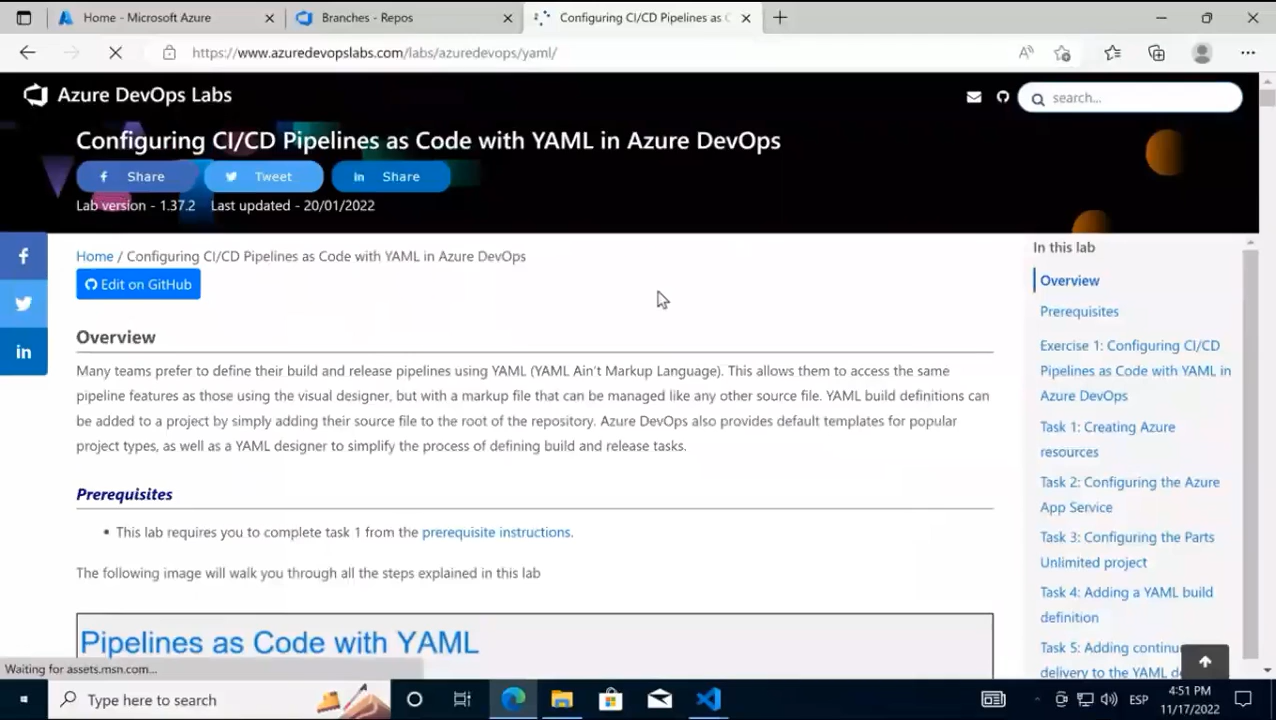 Home - Microsoft Azure
Branches - Repos
Configuring CI/CD Pipelines as C
https://www.azuredevopslabs.com/labs/azuredevops/yaml/
Azure DevOps Labs
search...
Configuring CI/CD Pipelines as Code with YAML in Azure DevOps
Share
Tweet
Share
Lab version - 1.37.2 Last updated - 20/01/2022
Home / Configuring CI/CD Pipelines as Code with YAML in Azure DevOps
Edit on GitHub
Overview
Many teams prefer to define their build and release pipelines using YAML (YAML Ain't Markup Language). This allows them to access the same
pipeline features as those using the visual designer, but with a markup file that can be managed like any other source file. YAML build definitions can
be added to a project by simply adding their source file to the root of the repository. Azure DevOps also provides default templates for popular
project types, as well as a YAML designer to simplify the process of defining build and release tasks.
Prerequisites
• This lab requires you to complete task 1 from the prerequisite instructions.
The following image will walk you through all the steps explained in this lab
Pipelines as Code with YAML
In this lab
Overview
Prerequisites
Exercise 1: Configuring CI/CD
Pipelines as Code with YAML in
Azure DevOps
Task 1: Creating Azure
resources
Task 2: Configuring the Azure
App Service
Task 3: Configuring the Parts
Unlimited project
Task 4: Adding a YAML build
definition
Task 5: Adding continu
delivery to the YAML de
Waiting for assets.msn.com...
Type here to search
ESP
4:51 PM
11/17/2022